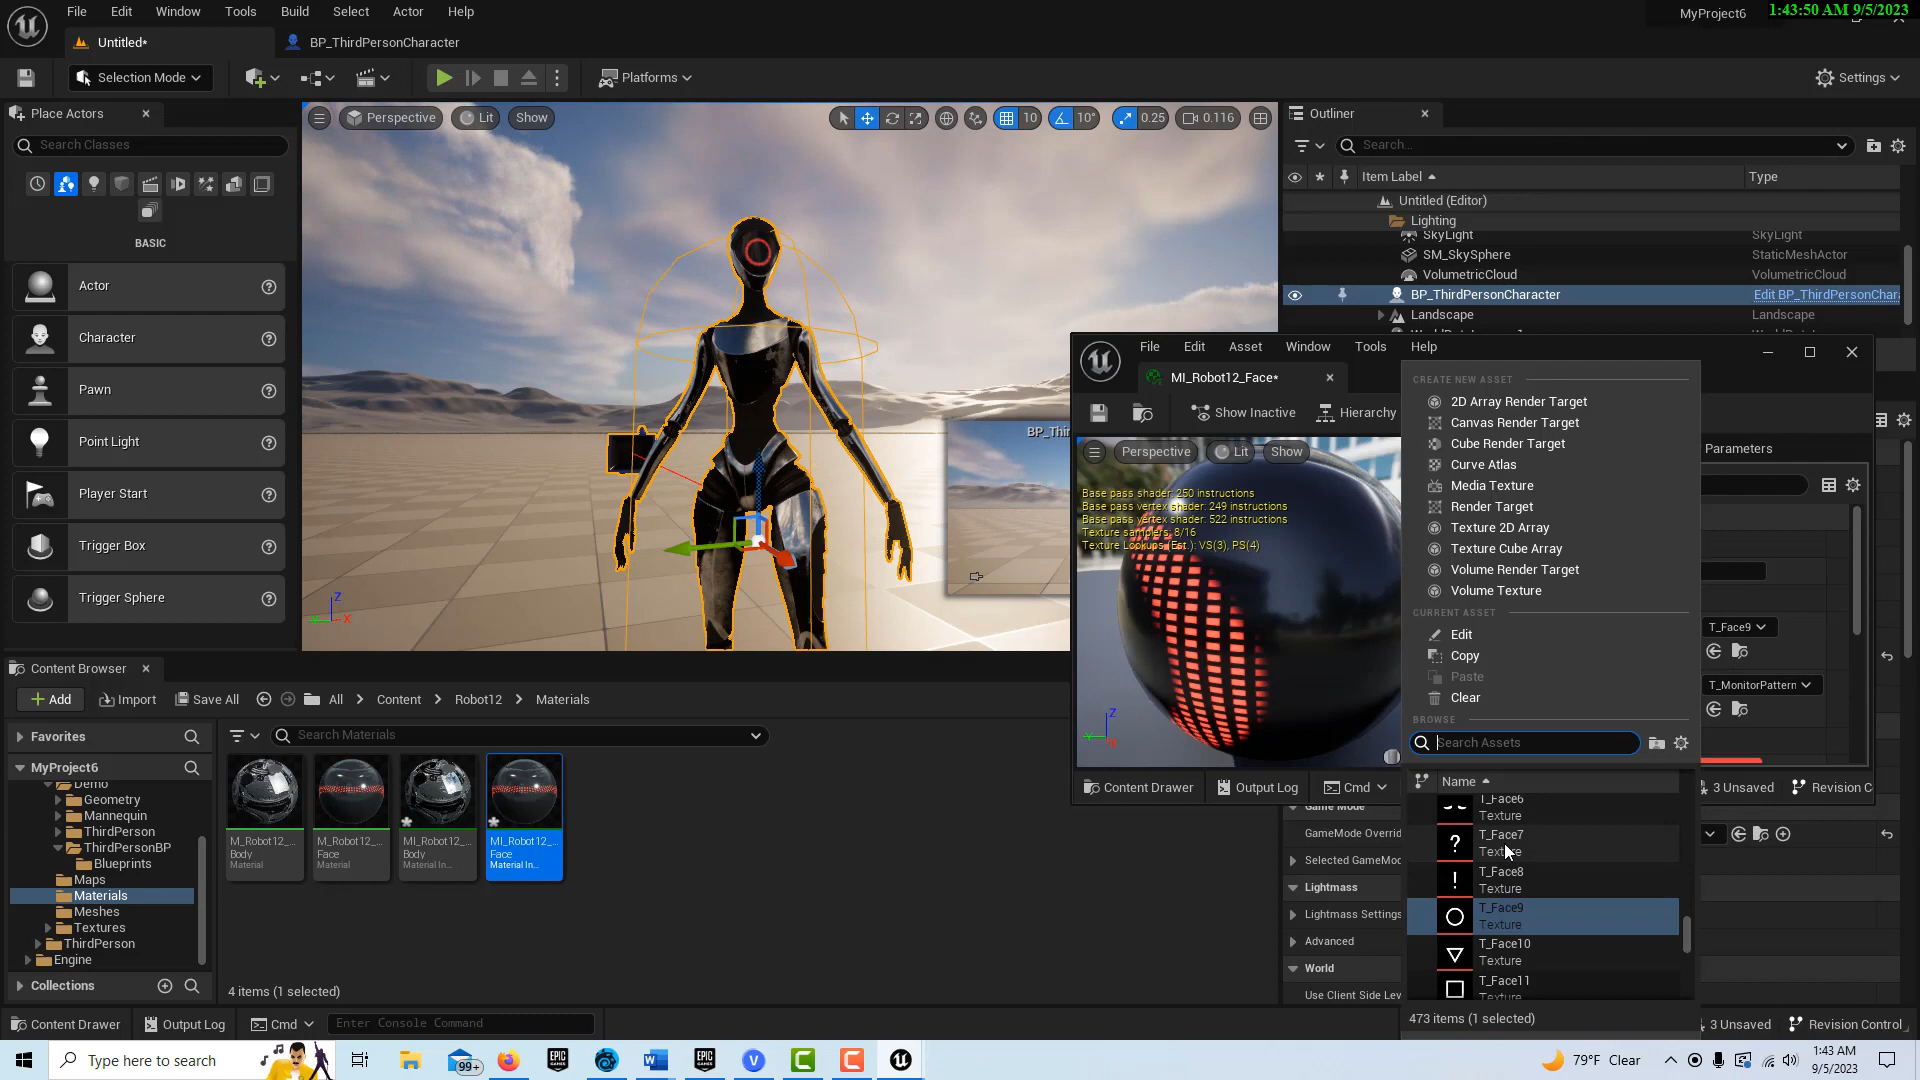 File Edit Window Tools Build Select Actor Help
MyProject6
1:43:50 AM 9/5/2023
Untitled*
BP_ThirdPersonCharacter
Selection Mode
Platforms
Settings
Place Actors
Search Classes
BASIC
Actor
Character
Pawn
Point Light
Player Start
Trigger Box
Trigger Sphere
Perspective
Lit
Show
10
10°
0.25
0.116
Outliner
Search...
Item Label
Type
Untitled (Editor)
Lighting
SkyLight SkyLight
SM_SkySphere StaticMeshActor
VolumetricCloud VolumetricCloud
BP_ThirdPersonCharacter Edit BP_ThirdPersonChar
Landscape Landscape
BP_Thi
File Edit Asset Window Tools Help
MI_Robot12_Face*
Show Inactive
Hierarchy
Perspective
Lit
Show
Base pass shader: 250 instructions
Base pass vertex shader: 249 instructions
Base pass vertex shader: 522 instructions
Texture samplers: 8/16
Texture Lookups (Est.): VS(3), PS(4)
Parameters
T_Face9
T_MonitorPattern
CREATE NEW ASSET
2D Array Render Target
Canvas Render Target
Cube Render Target
Curve Atlas
Media Texture
Render Target
Texture 2D Array
Texture Cube Array
Volume Render Target
Volume Texture
CURRENT ASSET
Edit
Copy
Paste
Clear
BROWSE
Search Assets
Name
T_Face6
Texture
T_Face7
Texture
T_Face8
Texture
T_Face9
Texture
T_Face10
Texture
T_Face11
Texture
473 items (1 selected)
Content Drawer
Output Log
Cmd
3 Unsaved
Revision C
Game Mode
GameMode Overrid
Selected GameMod
Lightmass
Lightmass Settings
Advanced
World
Use Client Side Lev
Content Browser
Add
Import
Save All
All
Content
Robot12
Materials
Favorites
Search Materials
MyProject6
Demo
Geometry
Mannequin
ThirdPerson
ThirdPersonBP
Blueprints
Maps
Materials
Meshes
Textures
ThirdPerson
Engine
Collections
M_Robot12_...
Body
Material
M_Robot12_...
Face
Material
MI_Robot12_...
Body
Material In...
MI_Robot12_...
Face
Material In...
4 items (1 selected)
Content Drawer
Output Log
Cmd
Enter Console Command
3 Unsaved
Revision Control
Type here to search
99+
79°F Clear
1:43 AM
9/5/2023